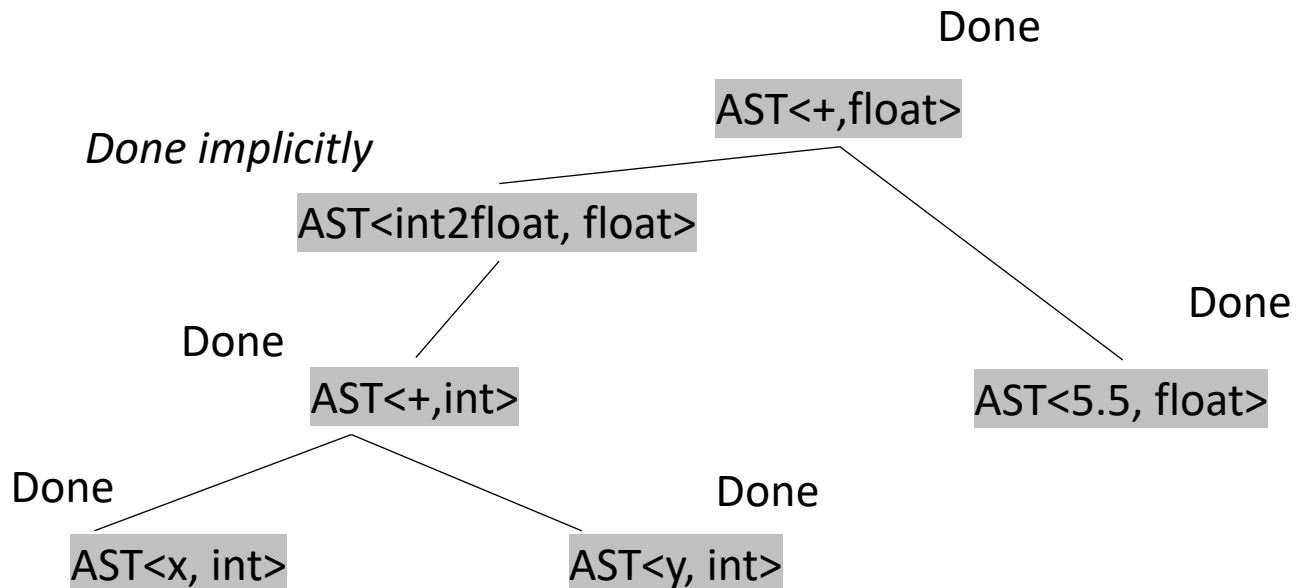 Done
AST<+,float>
Done implicitly
AST<int2float, float>
Done
Done
AST<+,int>
AST<5.5, float>
Done
Done
AST<x, int>
AST<y, int>